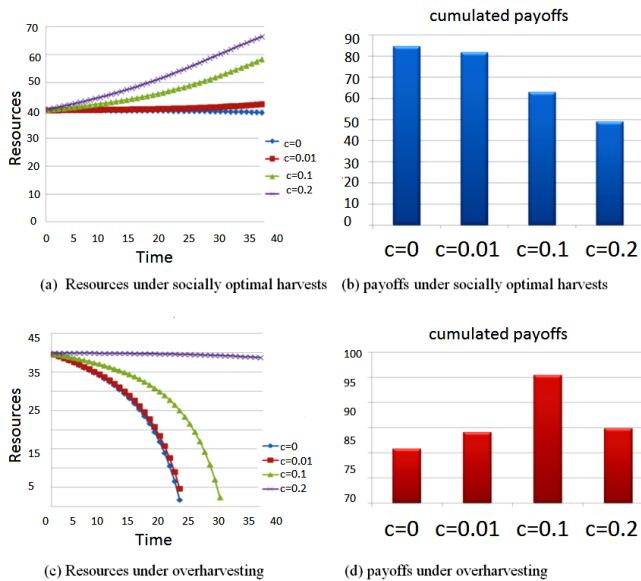 cumulated payoffs
70
60
50
40
30
20
10
0
Resources
c=0
c=0.01
c=0.1
c=0.2
0 5 10 15 20 25 30 35 40
Time
90
80
70
60
50
40
30
20
10
0
c=0 c=0.01 c=0.1 c=0.2
(a) Resources under socially optimal harvests
(b) payoffs under socially optimal harvests
cumulated payoffs
45
35
25
15
5
Resources
c=0
c=0.01
c=0.1
c=0.2
0 5 10 15 20 25 30 35 40
Time
100
95
85
75
70
c=0 c=0.01 c=0.1 c=0.2
(c) Resources under overharvesting
(d) payoffs under overharvesting